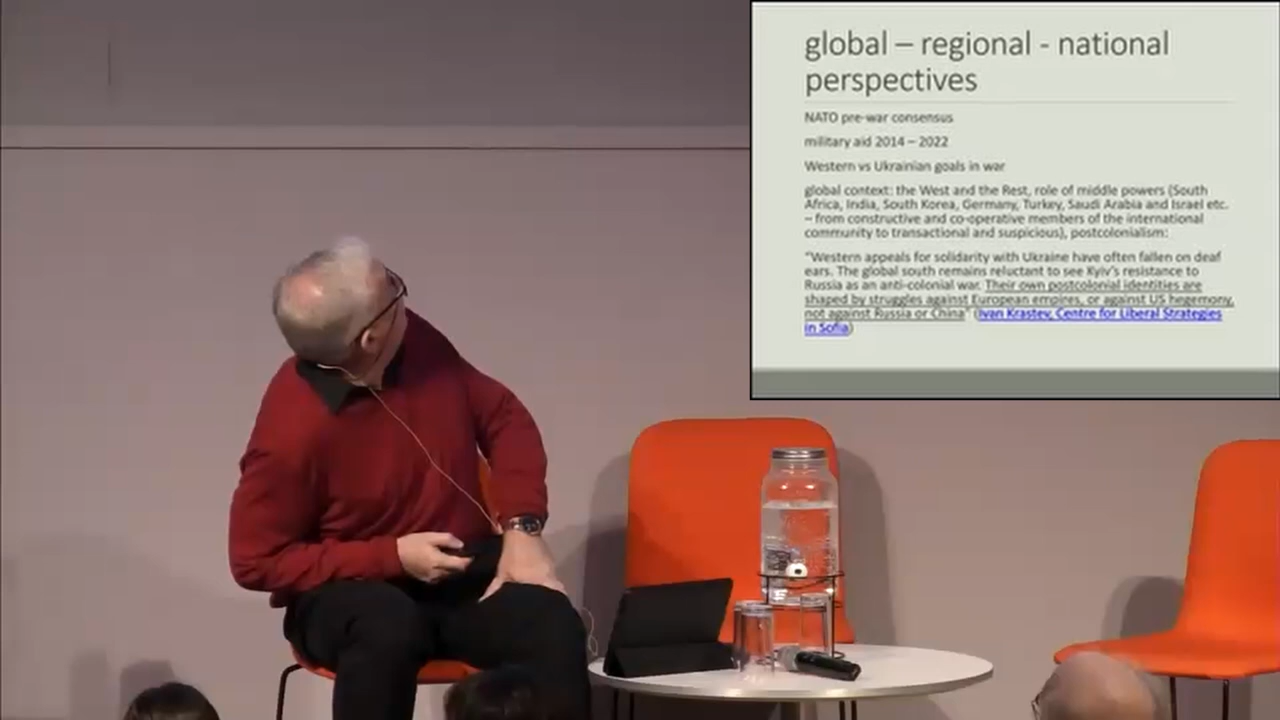 global – regional - national
perspectives
NATO pre-war consensus
military aid 2014 – 2022
Western vs Ukrainian goals in war
global context: the West and the Rest, role of middle powers (South
Africa, India, South Korea, Germany, Turkey, Saudi Arabia and Israel etc.
– from constructive and co-operative members of the international
community to transactional and suspicious), postcolonialism:
"Western appeals for solidarity with Ukraine have often fallen on deaf
ears. The global south remains reluctant to see Kyiv's resistance to
Russia as an anti-colonial war. Their own postcolonial identities are
shaped by struggles against European empires, or against US hegemony,
not against Russia or China" (Ivan Krastev, Centre for Liberal Strategies
in Sofia)